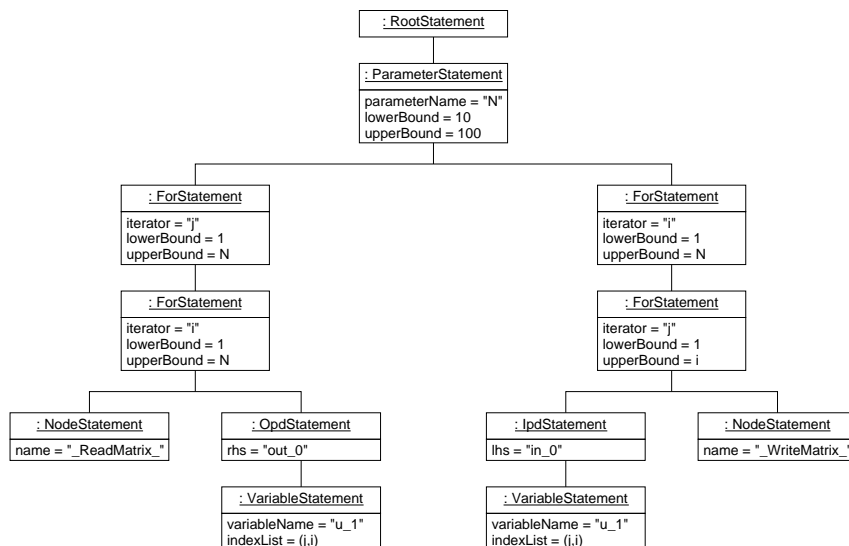 : RootStatement
: ParameterStatement
parameterName = "N"
lowerBound = 10
upperBound = 100
: ForStatement
iterator = "j"
lowerBound = 1
upperBound = N
: ForStatement
iterator = "i"
lowerBound = 1
upperBound = N
: ForStatement
iterator = "i"
lowerBound = 1
upperBound = N
: ForStatement
iterator = "j"
lowerBound = 1
upperBound = i
: NodeStatement
name = "_ReadMatrix_"
: OpdStatement
rhs = "out_0"
: IpdStatement
lhs = "in_0"
: NodeStatement
name = "_WriteMatrix_"
: VariableStatement
variableName = "u_1"
indexList = (j,i)
: VariableStatement
variableName = "u_1"
indexList = (j,i)